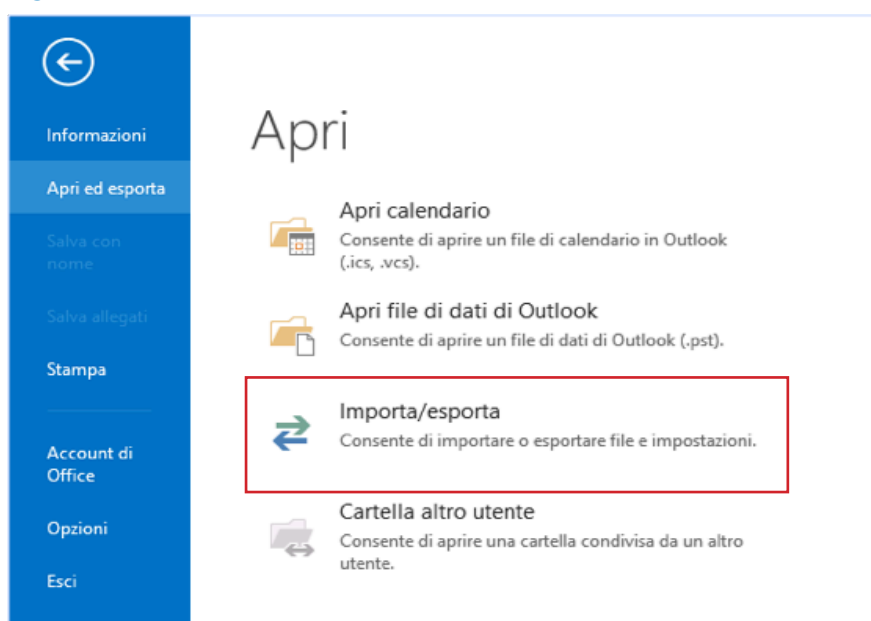 Informazioni
Apri ed esporta
Salva con
nome
Salva allegati
Stampa
Account di
Office
Opzioni
Esci
Apri
Apri calendario
Consente di aprire un file di calendario in Outlook
(.ics, .vcs).
Apri file di dati di Outlook
Consente di aprire un file di dati di Outlook (.pst).
Importa/esporta
Consente di importare o esportare file e impostazioni.
Cartella altro utente
Consente di aprire una cartella condivisa da un altro
utente.